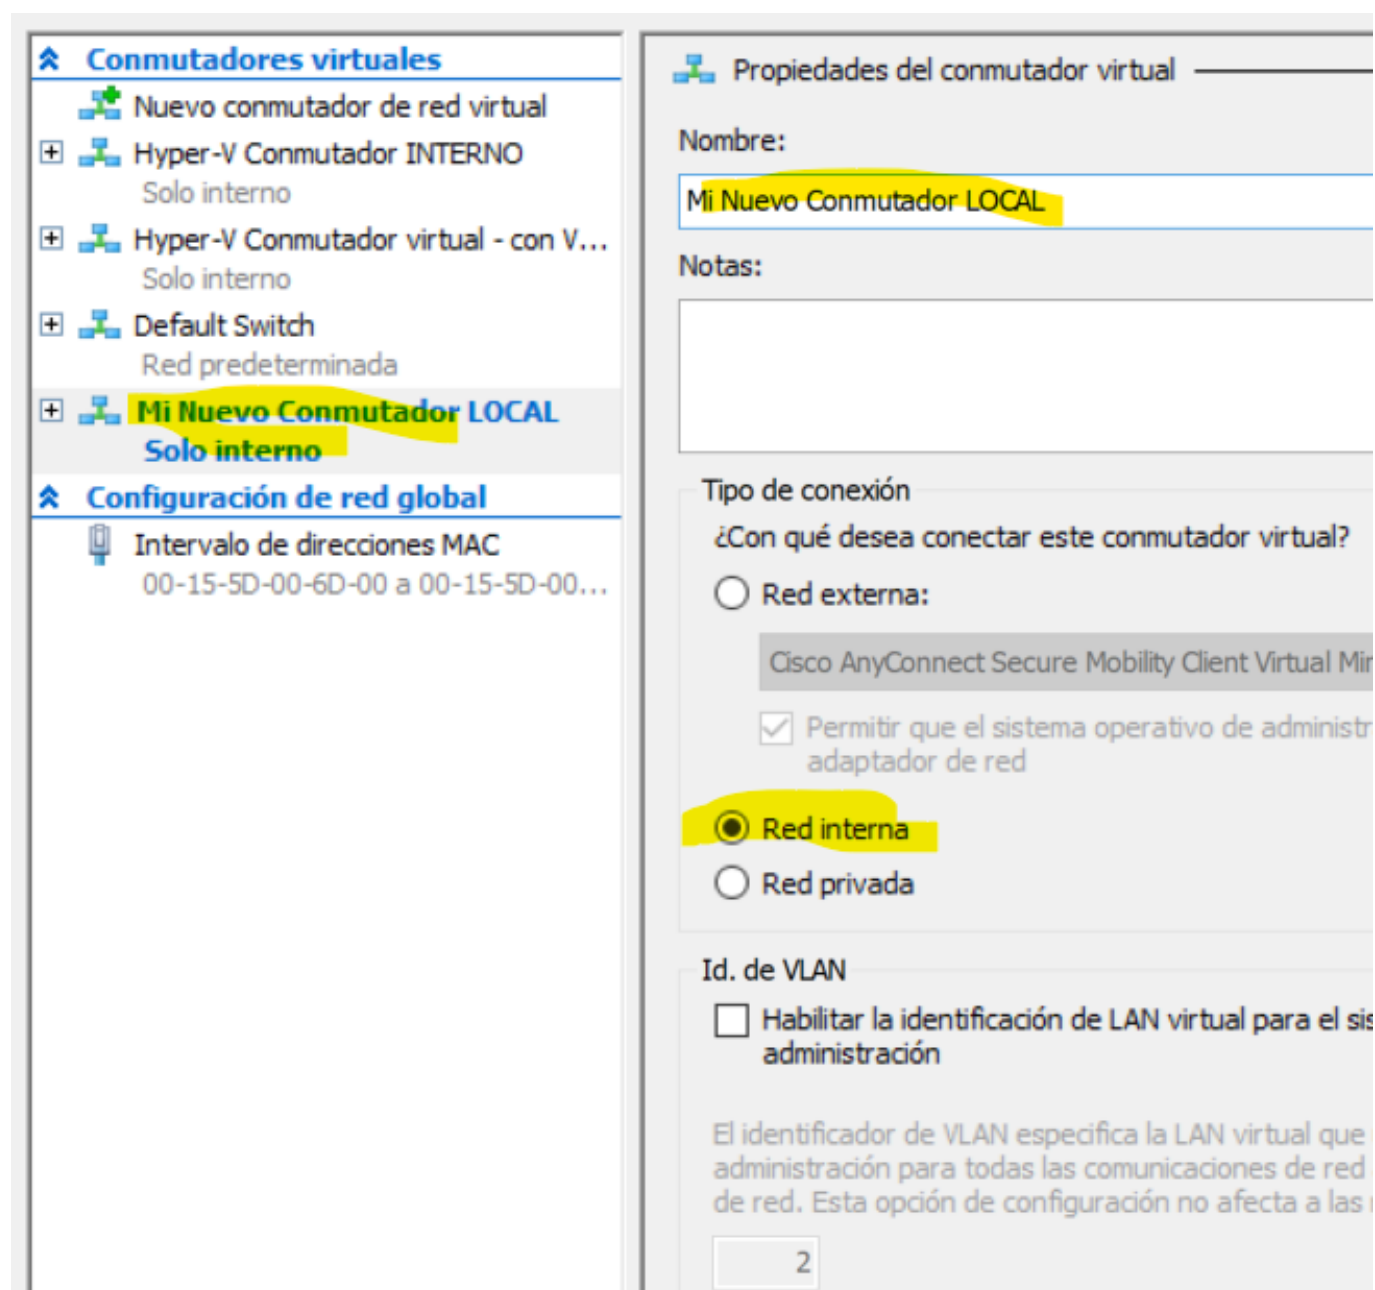 Conmutadores virtuales
Nuevo conmutador de red virtual
Hyper-V Conmutador INTERNO
Solo interno
Hyper-V Conmutador virtual - con V...
Solo interno
Default Switch
Red predeterminada
Mi Nuevo Conmutador LOCAL
Solo interno
Configuración de red global
Intervalo de direcciones MAC
00-15-5D-00-6D-00 a 00-15-5D-00...
Propiedades del conmutador virtual
Nombre:
Mi Nuevo Conmutador LOCAL
Notas:
Tipo de conexión
¿Con qué desea conectar este conmutador virtual?
Red externa:
Cisco AnyConnect Secure Mobility Client Virtual
Permitir que el sistema operativo de
adaptador de red
Red interna
Red privada
Id. de VLAN
Habilitar la identificación de LAN virtual para el
administración
El identificador de VLAN especifica la LAN virtual que
administración para todas las comunicaciones de red
de red. Esta opción de configuración no afecta a las
2